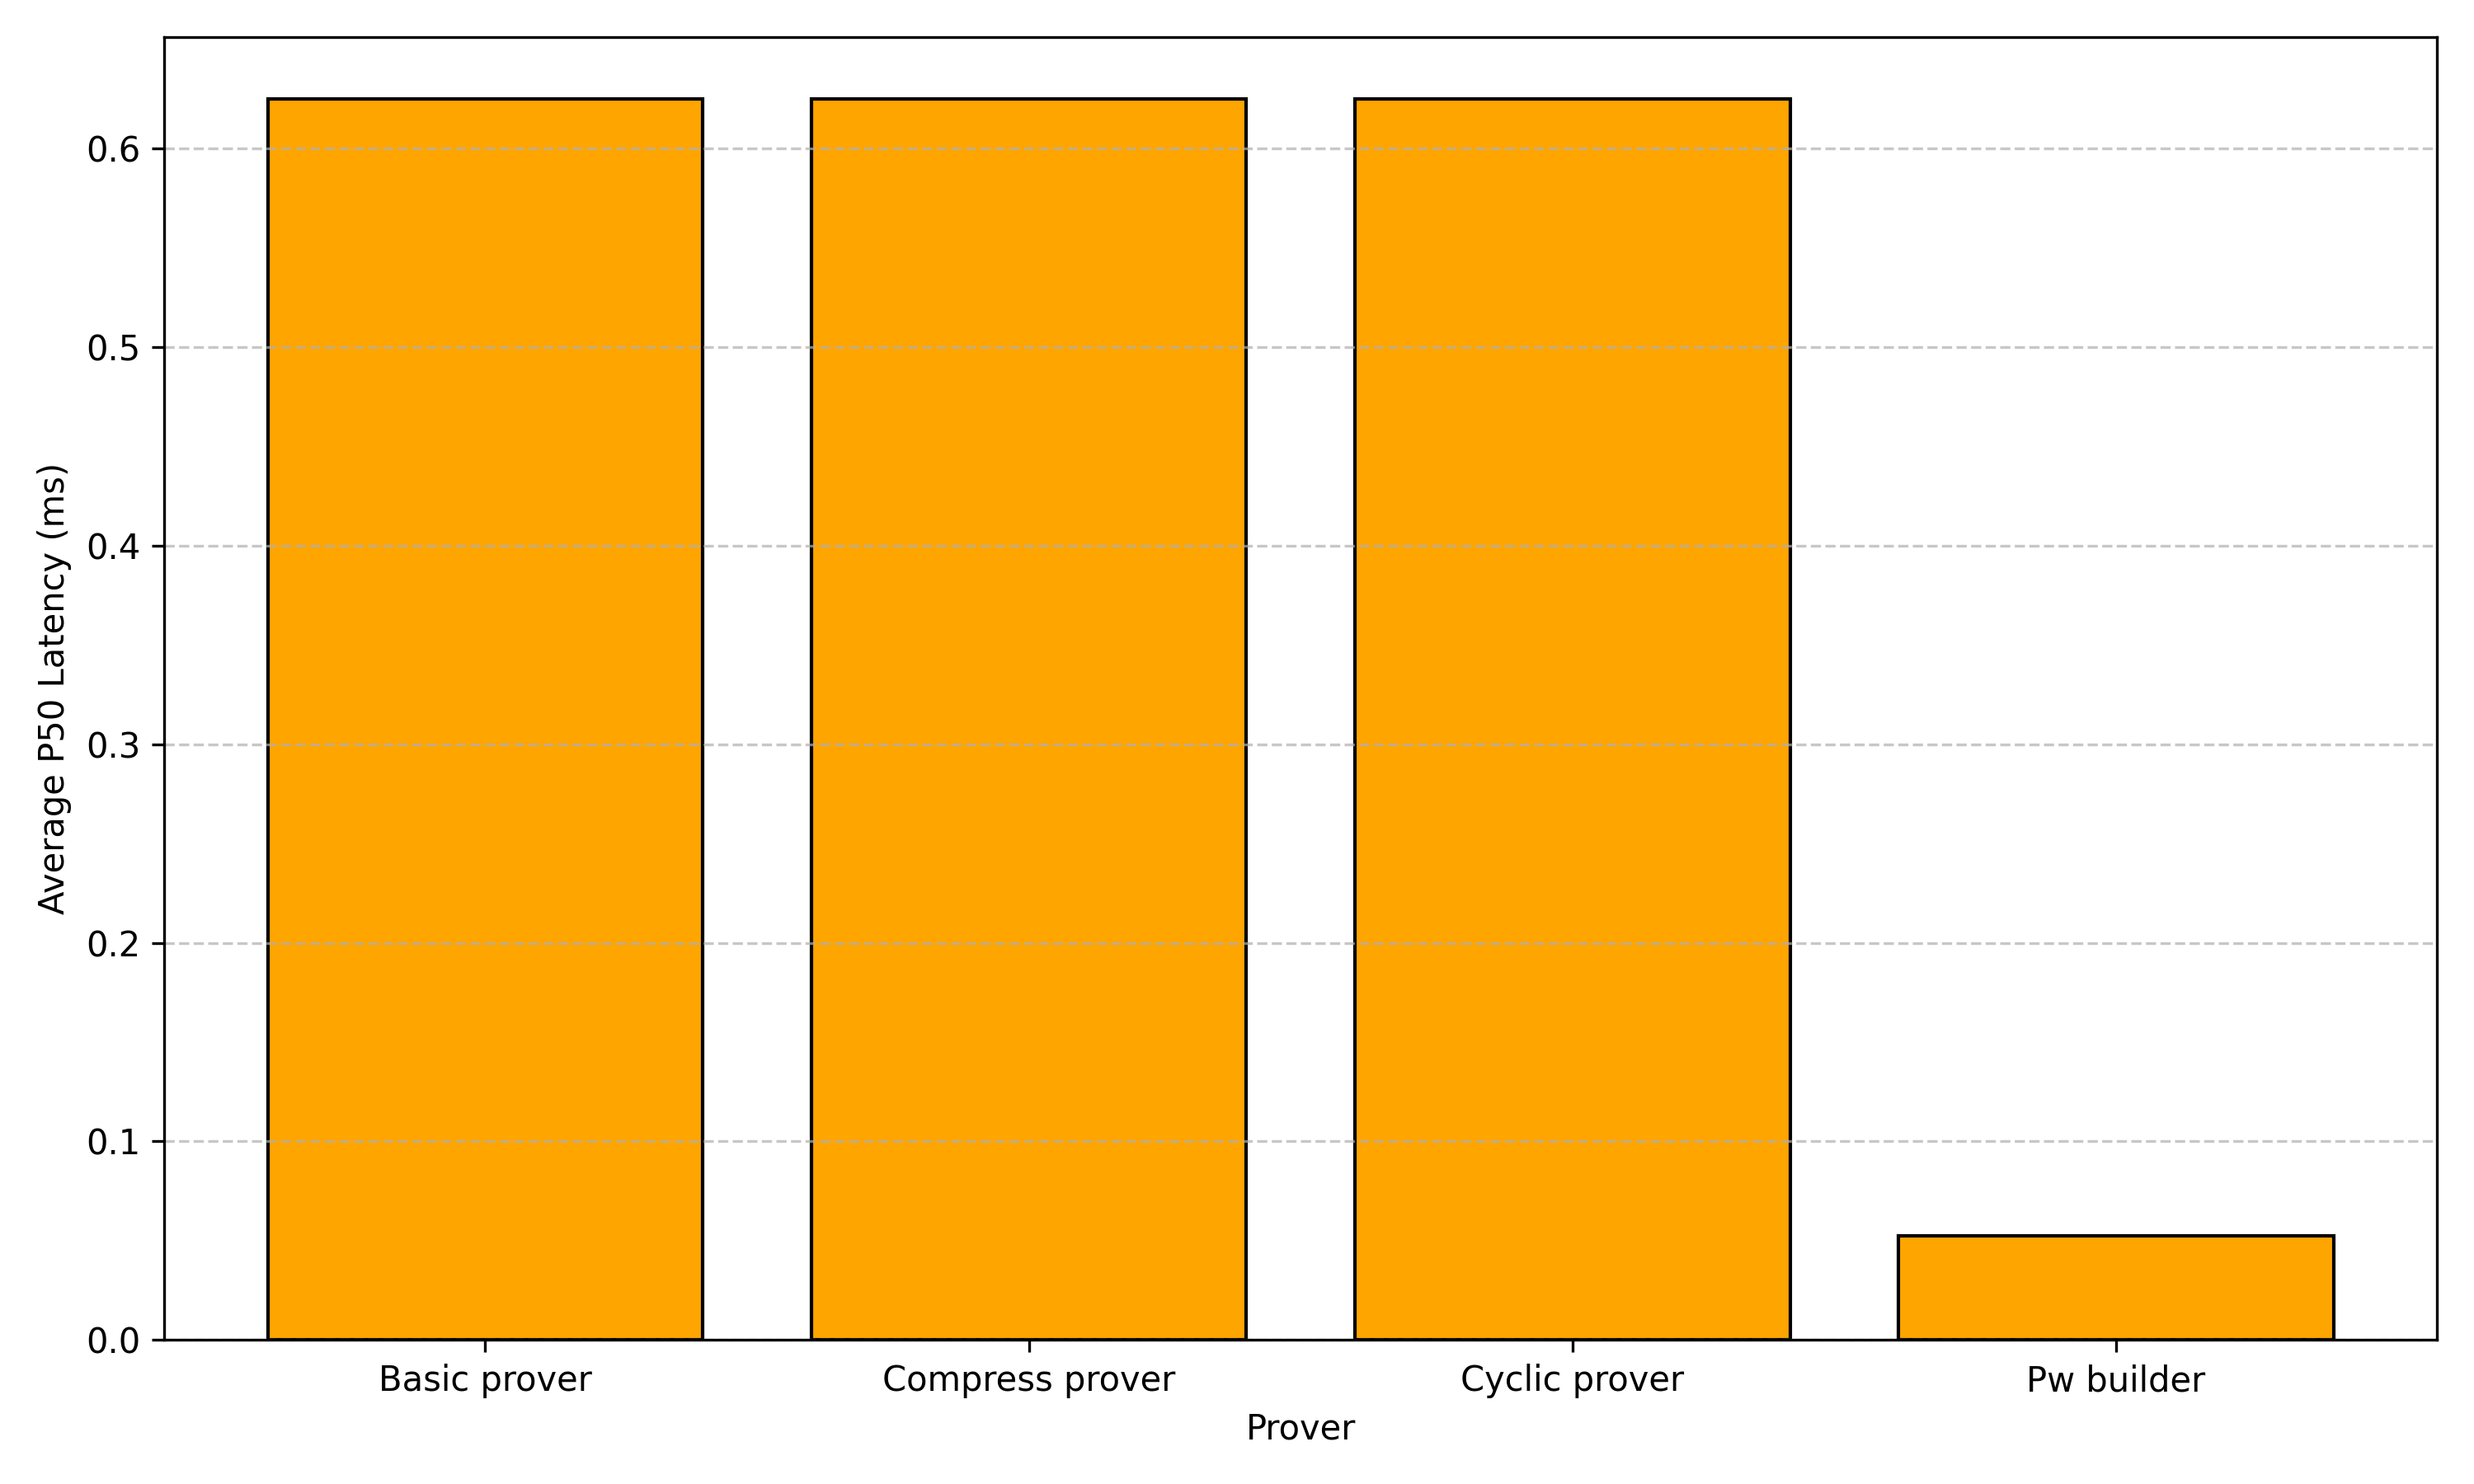 Average P50 Latency (ms)
0.6
0.5
0.4
0.3
0.2
0.1
0.0
Basic prover
Compress prover
Cyclic prover
Pw builder
Prover